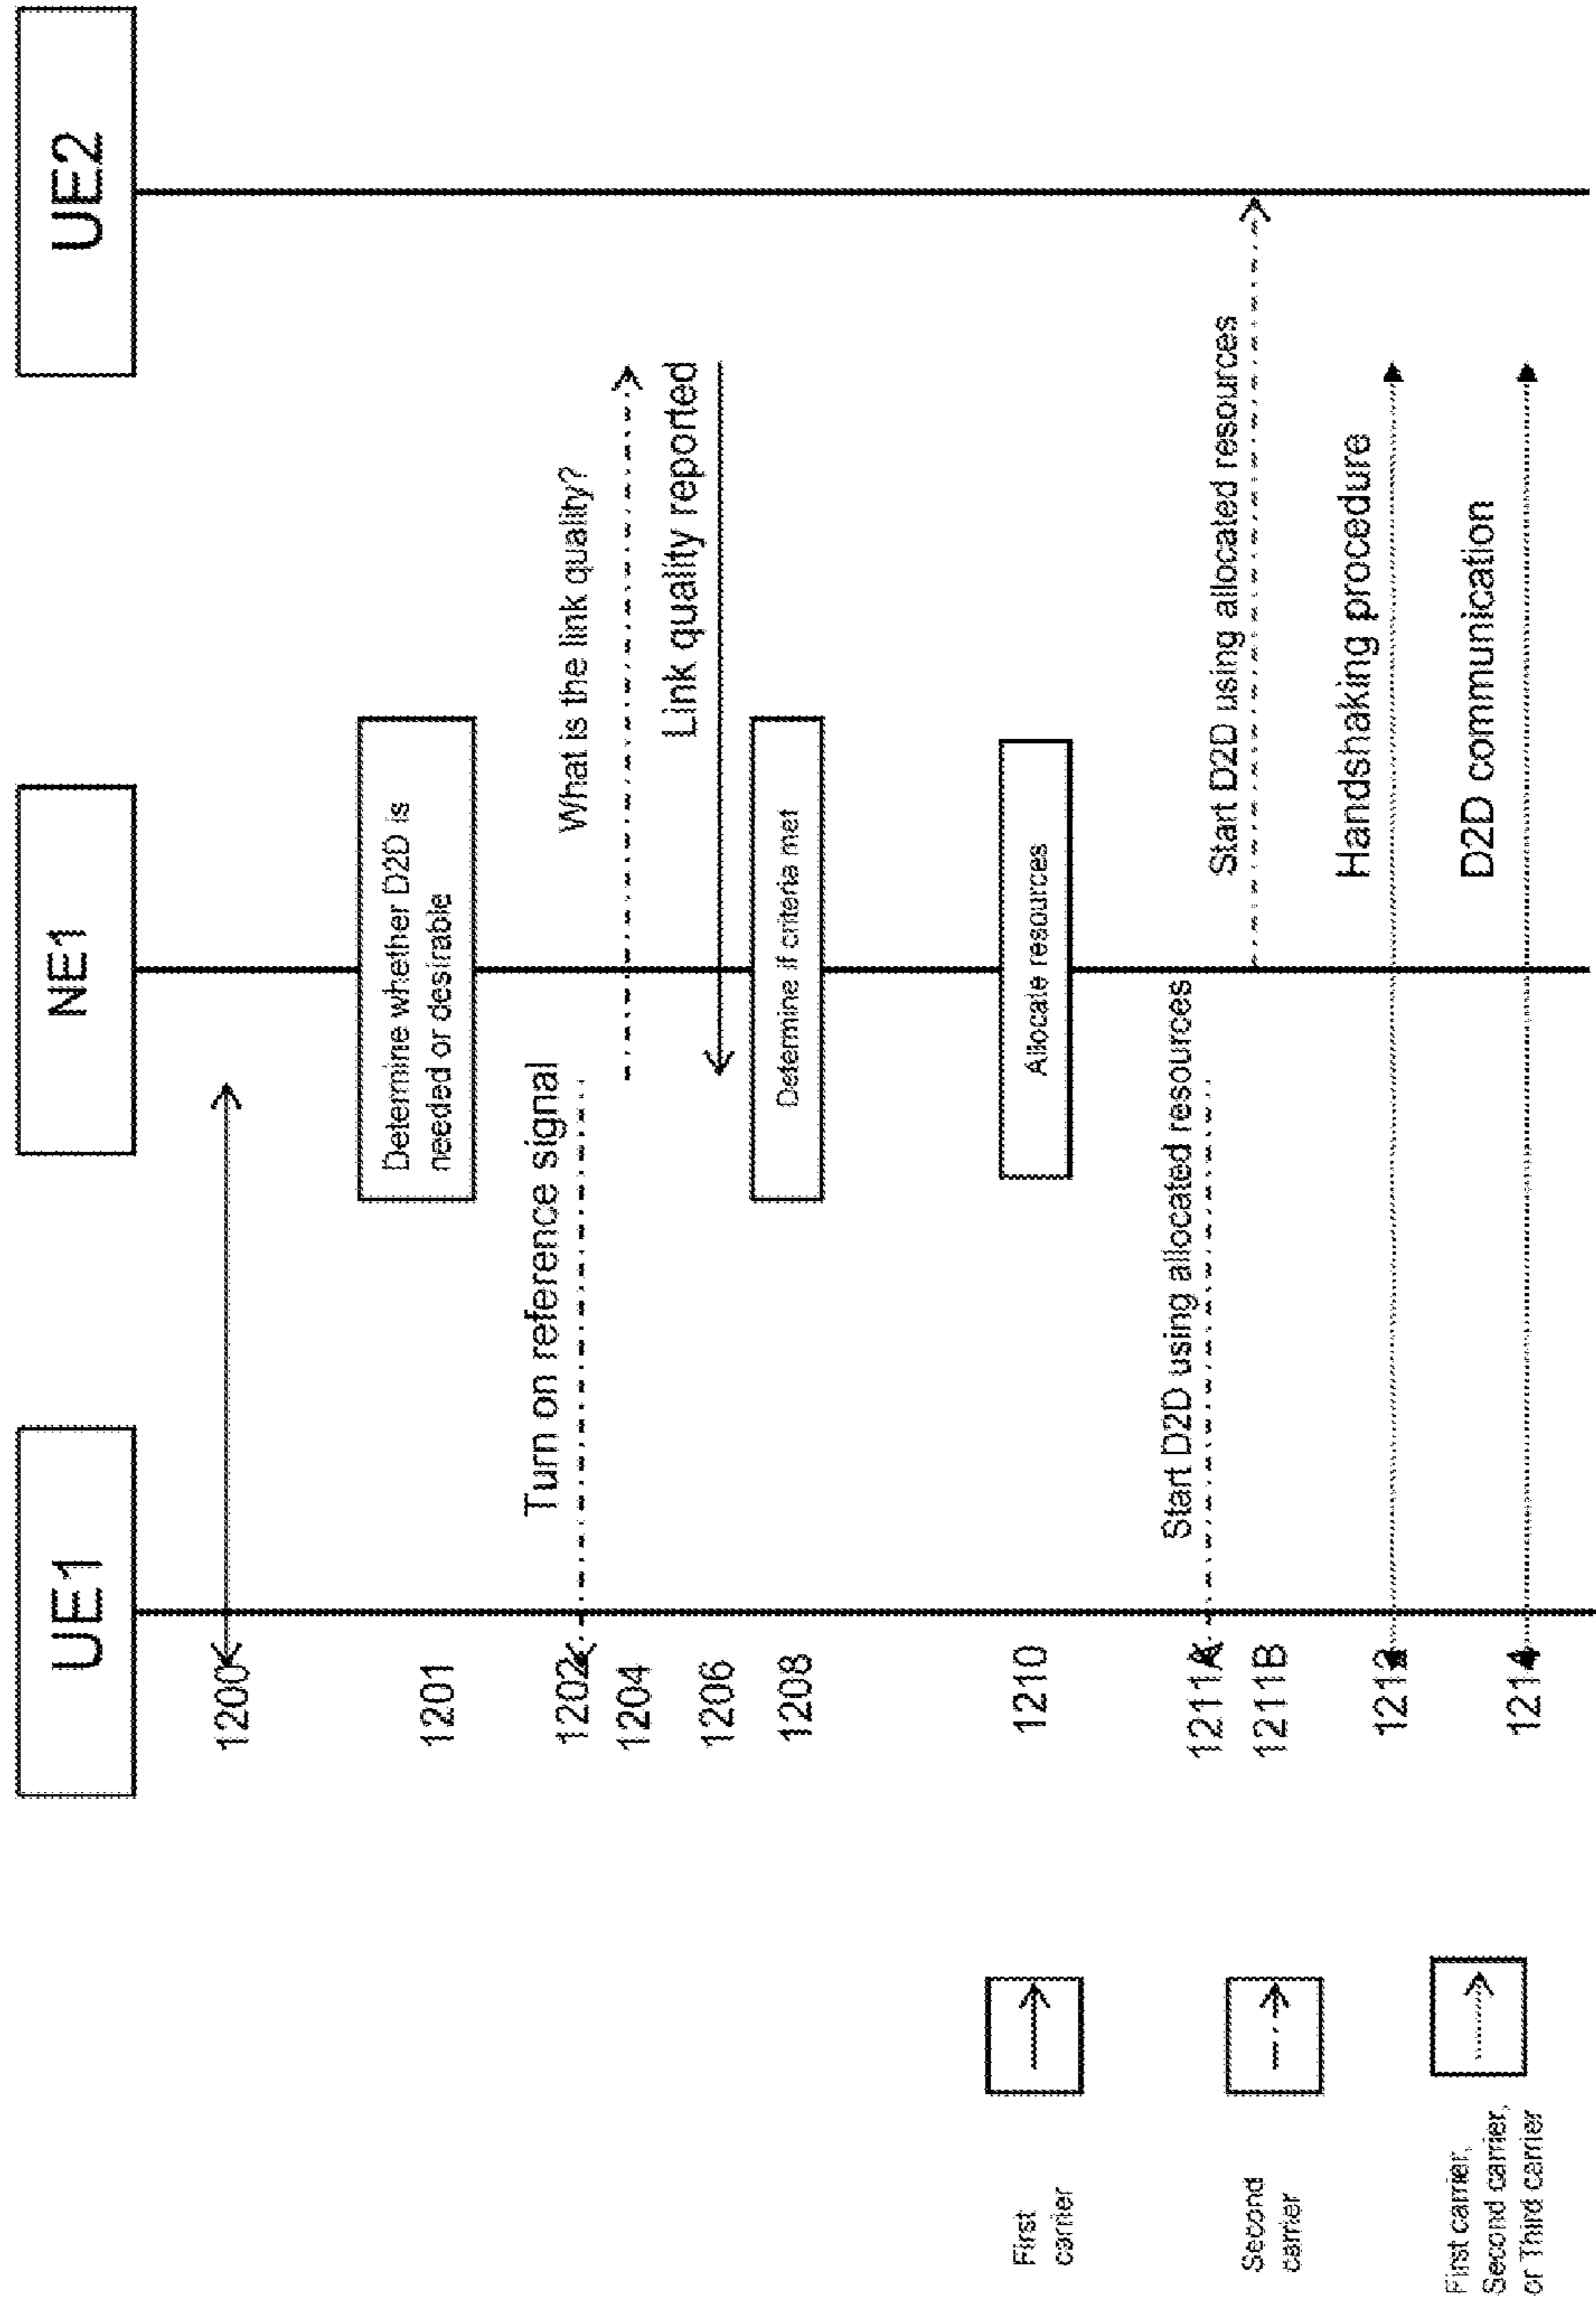 UE1
NE1
UE2
1200
1201
Determine whether D2D is
needed or desirable
1202
Turn on reference signal
1204
What is the link quality?
1206
Link quality reported
1208
Determine if criteria met
1210
Allocate resources
1211A
Start D2D using allocated resources
1211B
Start D2D using allocated resources
1212
Handshaking procedure
1214
D2D communication
First
carrier
Second
carrier
First carrier,
Second carrier,
or Third carrier